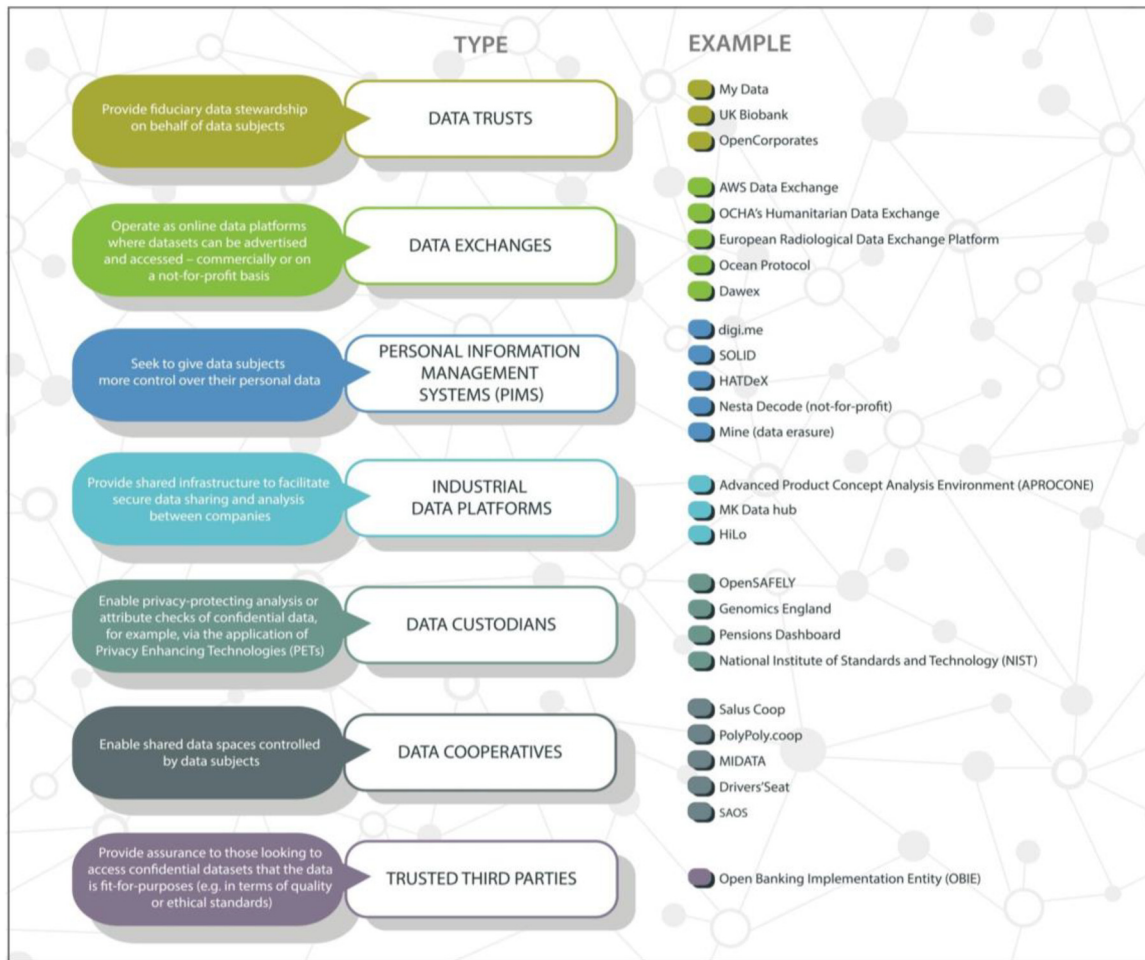 TYPE
EXAMPLE
Provide fiduciary data stewardship
on behalf of data subjects
DATA TRUSTS
My Data
UK Biobank
OpenCorporates
Operate as online data platforms
where datasets can be advertised
and accessed – commercially or on
a not-for-profit basis
DATA EXCHANGES
AWS Data Exchange
OCHA's Humanitarian Data Exchange
European Radiological Data Exchange Platform
Ocean Protocol
Dawex
Seek to give data subjects
more control over their personal data
PERSONAL INFORMATION
MANAGEMENT
SYSTEMS (PIMS)
digi.me
SOLID
HATDeX
Nesta Decode (not-for-profit)
Mine (data erasure)
Provide shared infrastructure to facilitate
secure data sharing and analysis
between companies
INDUSTRIAL
DATA PLATFORMS
Advanced Product Concept Analysis Environment (APROCONE)
MK Data hub
HiLo
Enable privacy-protecting analysis or
attribute checks of confidential data,
for example, via the application of
Privacy Enhancing Technologies (PETs)
DATA CUSTODIANS
OpenSAFELY
Genomics England
Pensions Dashboard
National Institute of Standards and Technology (NIST)
Enable shared data spaces controlled
by data subjects
DATA COOPERATIVES
Salus Coop
PolyPoly.coop
MIDATA
Drivers'Seat
SAOS
Provide assurance to those looking to
access confidential datasets that the data
is fit-for-purposes (e.g. in terms of quality
or ethical standards)
TRUSTED THIRD PARTIES
Open Banking Implementation Entity (OBIE)